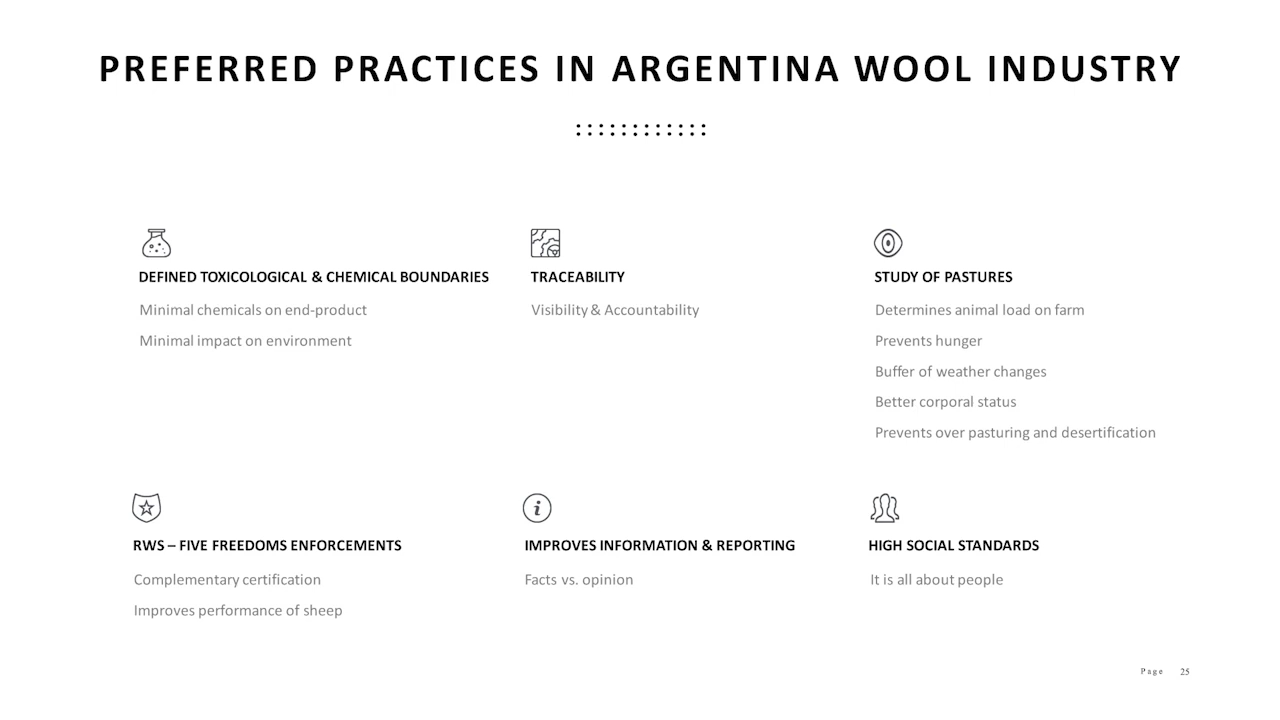 PREFERRED PRACTICES IN ARGENTINA WOOL INDUSTRY
DEFINED TOXICOLOGICAL & CHEMICAL BOUNDARIES
Minimal chemicals on end-product
Minimal impact on environment
TRACEABILITY
Visibility & Accountability
STUDY OF PASTURES
Determines animal load on farm
Prevents hunger
Buffer of weather changes
Better corporal status
Prevents over pasturing and desertification
RWS – FIVE FREEDOMS ENFORCEMENTS
Complementary certification
Improves performance of sheep
IMPROVES INFORMATION & REPORTING
Facts vs. opinion
HIGH SOCIAL STANDARDS
It is all about people
Page 25